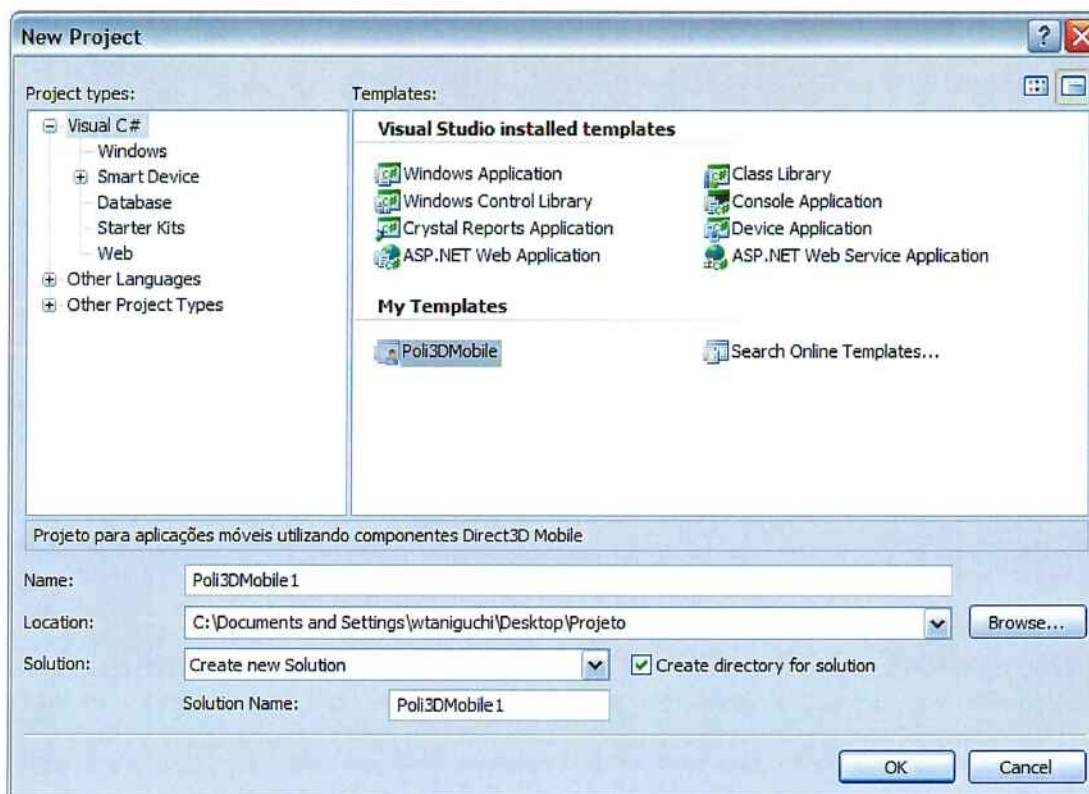 New Project
Project types:
Templates:
Visual C#
Windows
Smart Device
Database
Starter Kits
Web
Other Languages
Other Project Types
Visual Studio installed templates
Windows Application
Class Library
Windows Control Library
Console Application
Crystal Reports Application
Device Application
ASP.NET Web Application
ASP.NET Web Service Application
My Templates
Poli3DMobile
Search Online Templates...
Projeto para aplicações móveis utilizando componentes Direct3D Mobile
Name:
Poli3DMobile1
Location:
C:\Documents and Settings\wtaniguchi\Desktop\Projeto
Browse...
Solution:
Create new Solution
Create directory for solution
Solution Name:
Poli3DMobile1
OK
Cancel